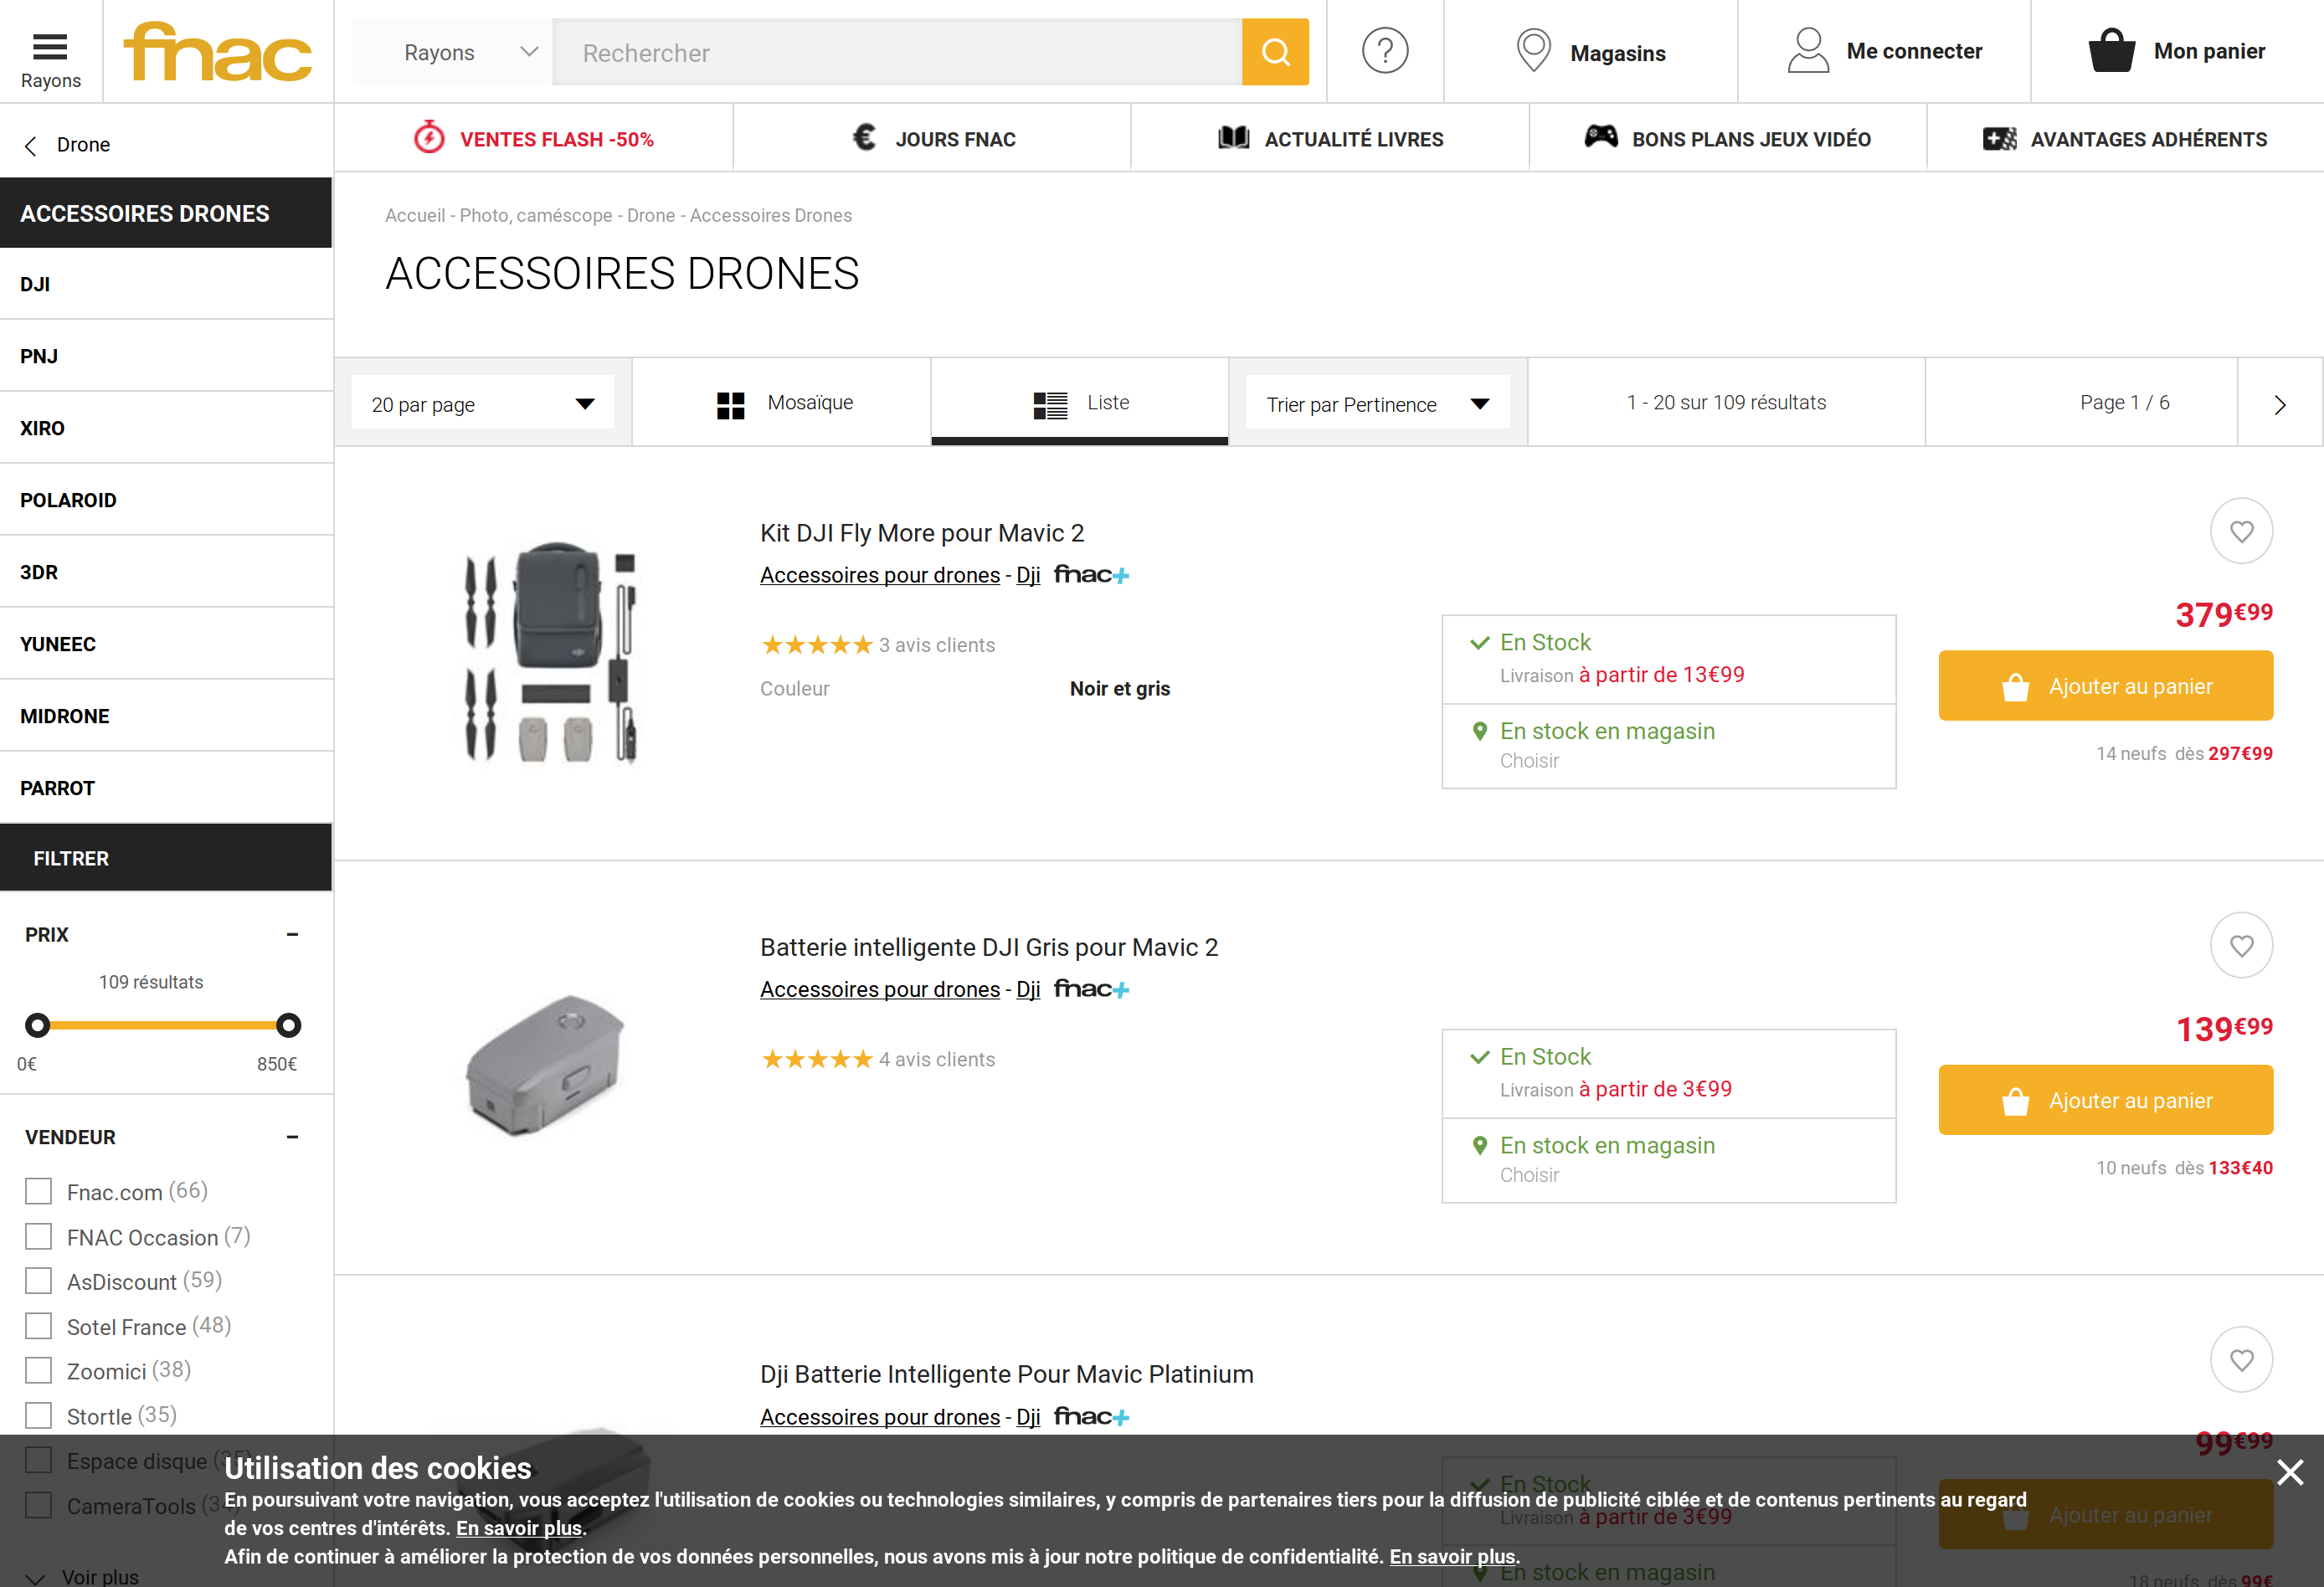 Rayons
fnac
Rayons
Rechercher
?
Magasins
Me connecter
Mon panier
Drone
VENTES FLASH -50%
€ JOURS FNAC
ACTUALITÉ LIVRES
BONS PLANS JEUX VIDÉO
AVANTAGES ADHÉRENTS
ACCESSOIRES DRONES
DJI
PNJ
XIRO
POLAROID
3DR
YUNEEC
MIDRONE
PARROT
FILTRER
PRIX
109 résultats
0€ 850€
VENDEUR
Fnac.com (66)
FNAC Occasion (7)
AsDiscount (59)
Sotel France (48)
Zoomici (38)
Stortle (35)
Espace disque (35)
CameraTools (34)
Voir plus
Accueil - Photo, caméscope - Drone - Accessoires Drones
ACCESSOIRES DRONES
20 par page
Mosaïque
Liste
Trier par Pertinence
1 - 20 sur 109 résultats
Page 1 / 6
Kit DJI Fly More pour Mavic 2
Accessoires pour drones - Dji fnac+
3 avis clients
Couleur Noir et gris
En Stock
Livraison à partir de 13€99
En stock en magasin
Choisir
379€99
Ajouter au panier
14 neufs dès 297€99
Batterie intelligente DJI Gris pour Mavic 2
Accessoires pour drones - Dji fnac+
4 avis clients
En Stock
Livraison à partir de 3€99
En stock en magasin
Choisir
139€99
Ajouter au panier
10 neufs dès 133€40
Dji Batterie Intelligente Pour Mavic Platinium
Accessoires pour drones - Dji fnac+
En Stock
Livraison à partir de 3€99
En stock en magasin
99€99
Ajouter au panier
18 neufs dès 99€
Utilisation des cookies
En poursuivant votre navigation, vous acceptez l'utilisation de cookies ou technologies similaires, y compris de partenaires tiers pour la diffusion de publicité ciblée et de contenus pertinents au regard
de vos centres d'intérêts. En savoir plus.
Afin de continuer à améliorer la protection de vos données personnelles, nous avons mis à jour notre politique de confidentialité. En savoir plus.